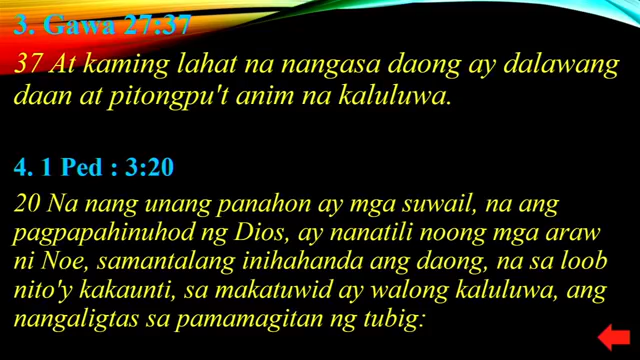 3. Gawa 27:37
37 At kaming lahat na nangasa daong ay dalawang
daan at pitongpu't anim na kaluluwa.
4. 1 Ped : 3:20
20 Na nang unang panahon ay mga suwail, na ang
pagpapahinuhod ng Dios, ay nanatili noong mga araw
ni Noe, samantalang inihahanda ang daong, na sa loob
nito'y kakaunti, sa makatuwid ay walong kaluluwa, ang
nangaligtas sa pamamagitan ng tubig: